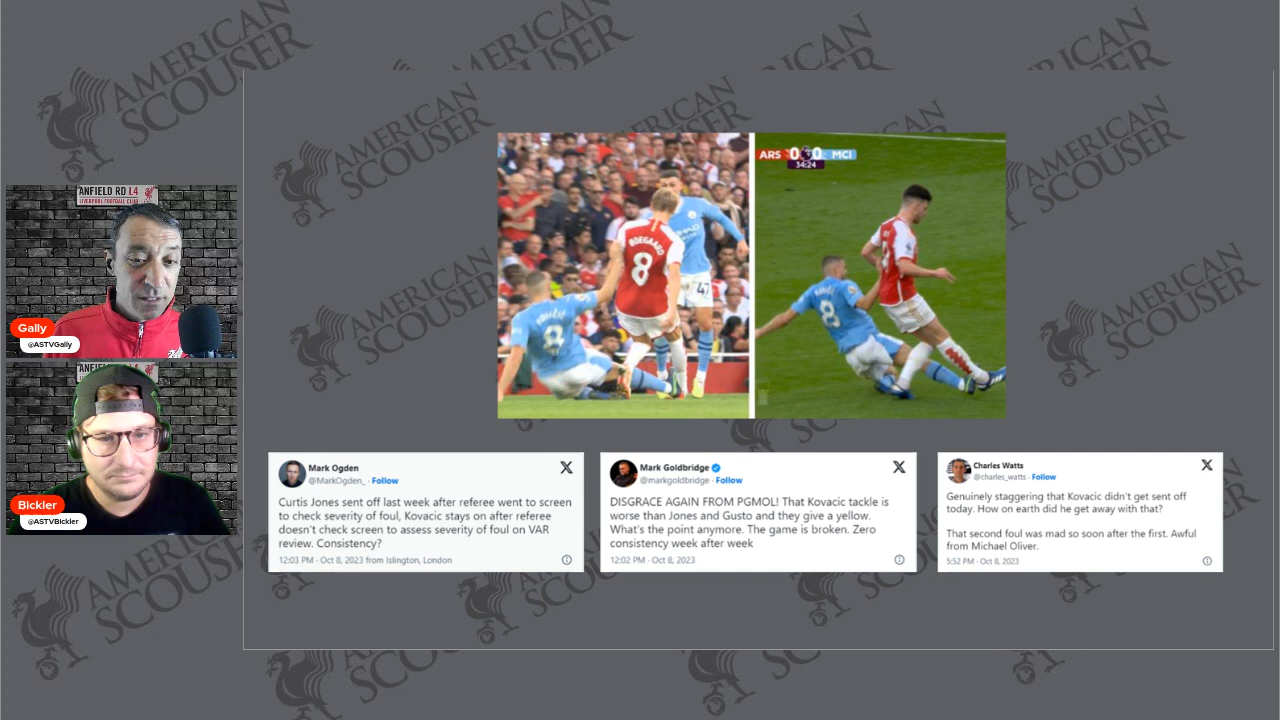 AMERICAN
SCOUSER
ANFIELD RD L4
LIVERPOOL FOOTBALL CLUB
Gally
@ASTVGally
ANFIELD RD L4
Bickler
@ASTVBickler
ODEGAARD
8
47
8
ARS 0 0 MCI
34:24
8
Mark Ogden
@MarkOgden_ · Follow
Curtis Jones sent off last week after referee went to screen
to check severity of foul, Kovacic stays on after referee
doesn't check screen to assess severity of foul on VAR
review. Consistency?
12:03 PM · Oct 8, 2023 from Islington, London
Mark Goldbridge
@markgoldbridge · Follow
DISGRACE AGAIN FROM PGMOL! That Kovacic tackle is
worse than Jones and Gusto and they give a yellow.
What's the point anymore. The game is broken. Zero
consistency week after week
12:02 PM · Oct 8, 2023
Charles Watts
@charles_watts · Follow
Genuinely staggering that Kovacic didn't get sent off
today. How on earth did he get away with that?
That second foul was mad so soon after the first. Awful
from Michael Oliver.
5:52 PM · Oct 8, 2023